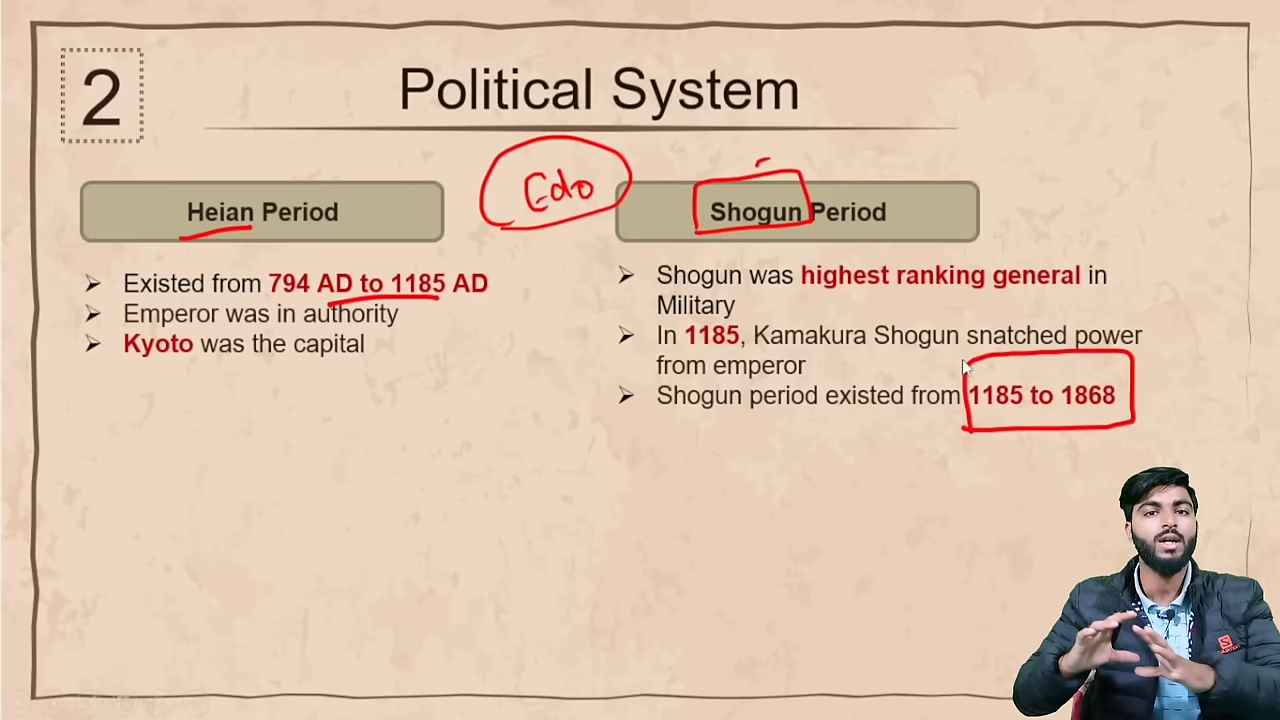 2
Political System
Edo
Heian Period
Shogun Period
➢ Existed from 794 AD to 1185 AD
➢ Emperor was in authority
➢ Kyoto was the capital
➢ Shogun was highest ranking general in
Military
➢ In 1185, Kamakura Shogun snatched power
from emperor
➢ Shogun period existed from 1185 to 1868